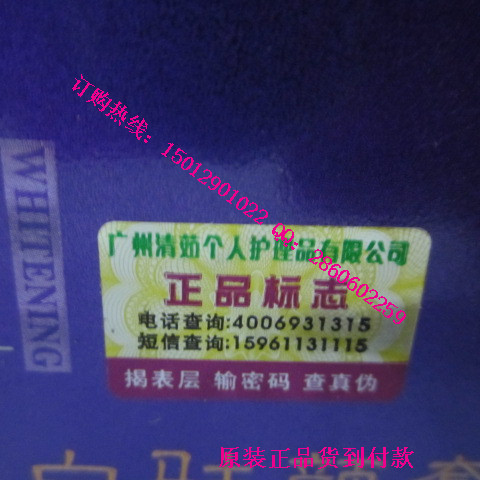 订购热线：15012901022 QQ：2860602259
WHITENING
广州清茹个人护理品有限公司
正品标志
电话查询:4006931315
短信查询:15961131115
揭表层 输密码 查真伪
原装正品货到付款